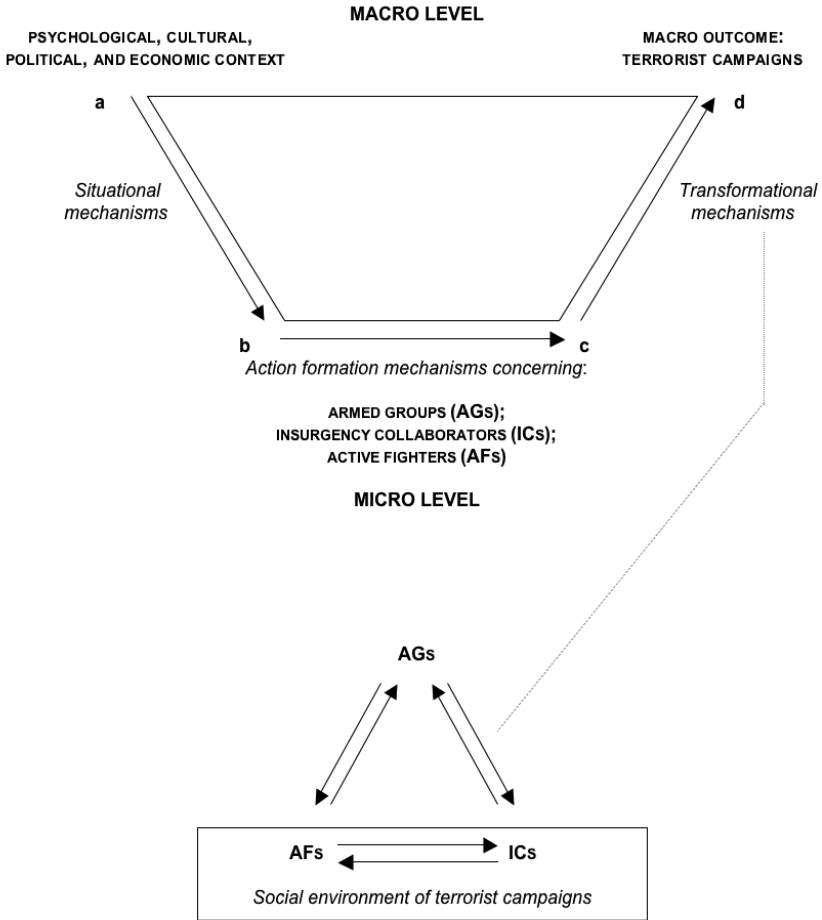 MACRO LEVEL
PSYCHOLOGICAL, CULTURAL,
POLITICAL, AND ECONOMIC CONTEXT
MACRO OUTCOME:
TERRORIST CAMPAIGNS
a
d
Situational
mechanisms
Transformational
mechanisms
b
c
Action formation mechanisms concerning:
ARMED GROUPS (AGS);
INSURGENCY COLLABORATORS (ICS);
ACTIVE FIGHTERS (AFS)
MICRO LEVEL
AGS
AFS
ICS
Social environment of terrorist campaigns